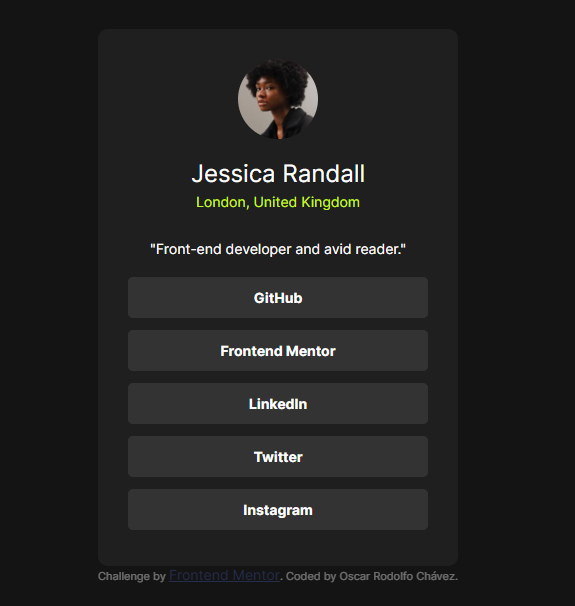 Jessica Randall
London, United Kingdom
"Front-end developer and avid reader."
GitHub
Frontend Mentor
LinkedIn
Twitter
Instagram
Challenge by Frontend Mentor. Coded by Oscar Rodolfo Chávez.